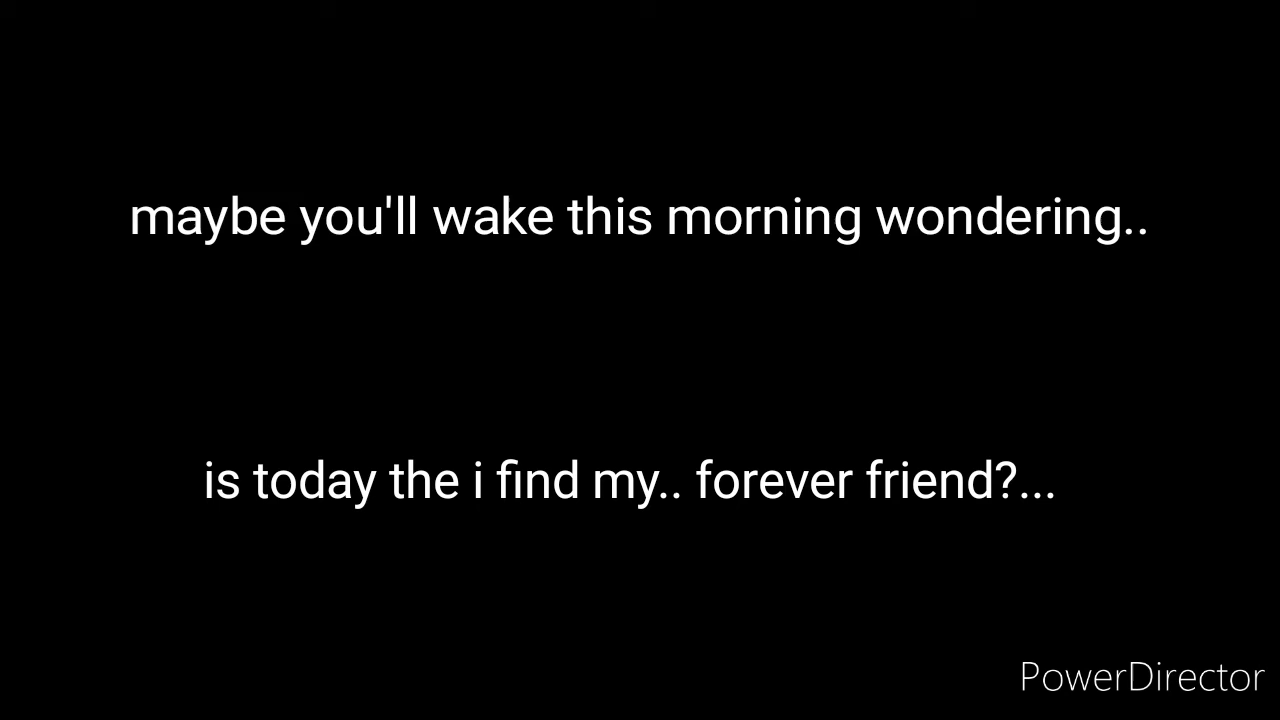 maybe you'll wake this morning wondering..
is today the i find my.. forever friend?...
PowerDirector